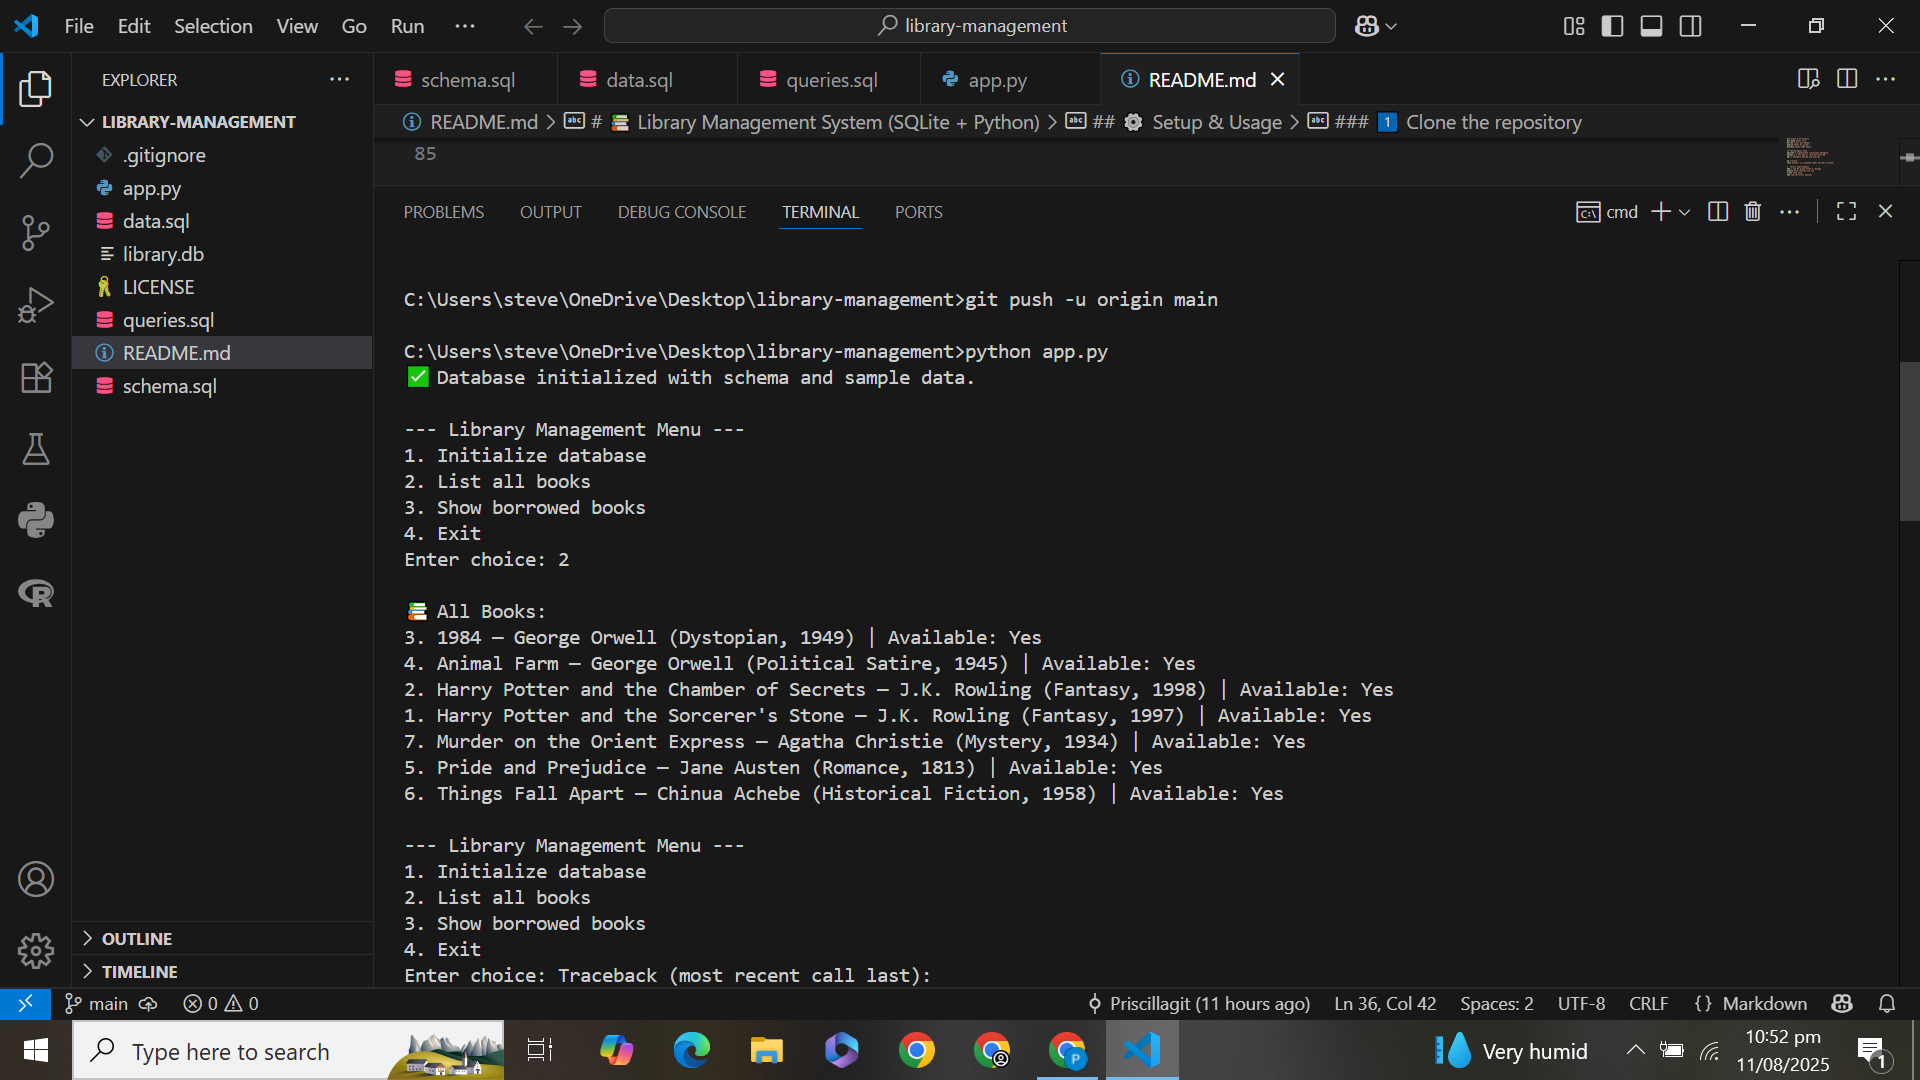 File Edit Selection View Go Run ··· library-management
EXPLORER ···
schema.sql data.sql queries.sql app.py README.md
README.md > # 📚 Library Management System (SQLite + Python) > ## ⚙ Setup & Usage > ### 1 Clone the repository
LIBRARY-MANAGEMENT
.gitignore
app.py
data.sql
library.db
LICENSE
queries.sql
README.md
schema.sql
OUTLINE
TIMELINE
85
PROBLEMS OUTPUT DEBUG CONSOLE TERMINAL PORTS
cmd
C:\Users\steve\OneDrive\Desktop\library-management>git push -u origin main
C:\Users\steve\OneDrive\Desktop\library-management>python app.py
✅ Database initialized with schema and sample data.
--- Library Management Menu ---
1. Initialize database
2. List all books
3. Show borrowed books
4. Exit
Enter choice: 2
📚 All Books:
3. 1984 — George Orwell (Dystopian, 1949) | Available: Yes
4. Animal Farm — George Orwell (Political Satire, 1945) | Available: Yes
2. Harry Potter and the Chamber of Secrets — J.K. Rowling (Fantasy, 1998) | Available: Yes
1. Harry Potter and the Sorcerer's Stone — J.K. Rowling (Fantasy, 1997) | Available: Yes
7. Murder on the Orient Express — Agatha Christie (Mystery, 1934) | Available: Yes
5. Pride and Prejudice — Jane Austen (Romance, 1813) | Available: Yes
6. Things Fall Apart — Chinua Achebe (Historical Fiction, 1958) | Available: Yes
--- Library Management Menu ---
1. Initialize database
2. List all books
3. Show borrowed books
4. Exit
Enter choice: Traceback (most recent call last):
main 0 0 Priscillagit (11 hours ago) Ln 36, Col 42 Spaces: 2 UTF-8 CRLF {} Markdown
Type here to search
Very humid
10:52 pm
11/08/2025
1